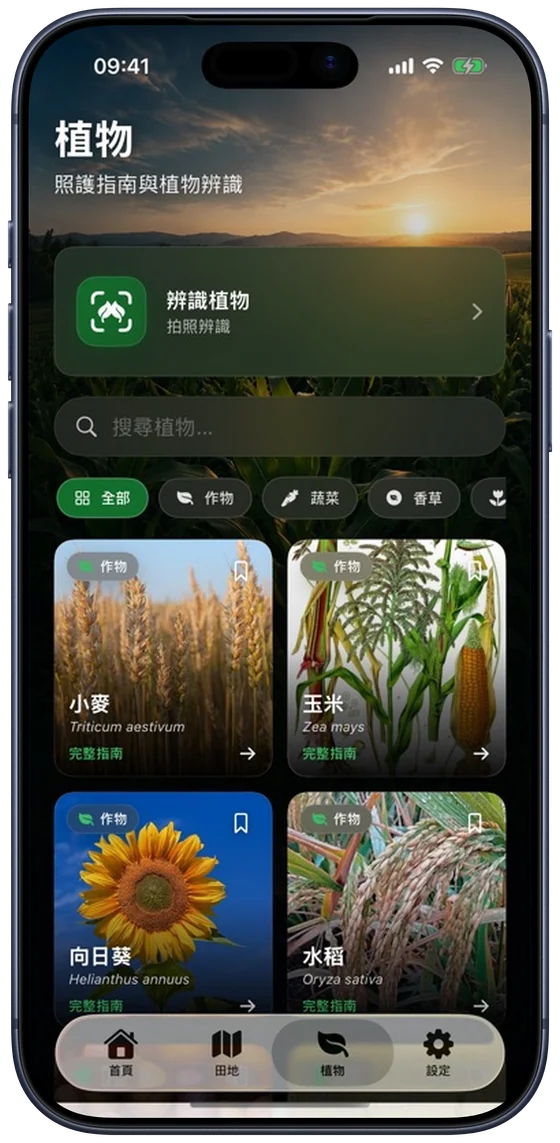 09:41
植物
照護指南與植物辨識
辨識植物
拍照辨識
搜尋植物...
全部
作物
蔬菜
香草
作物
小麥
Triticum aestivum
完整指南
作物
玉米
Zea mays
完整指南
作物
向日葵
Helianthus annuus
完整指南
作物
水稻
Oryza sativa
完整指南
首頁
田地
植物
設定